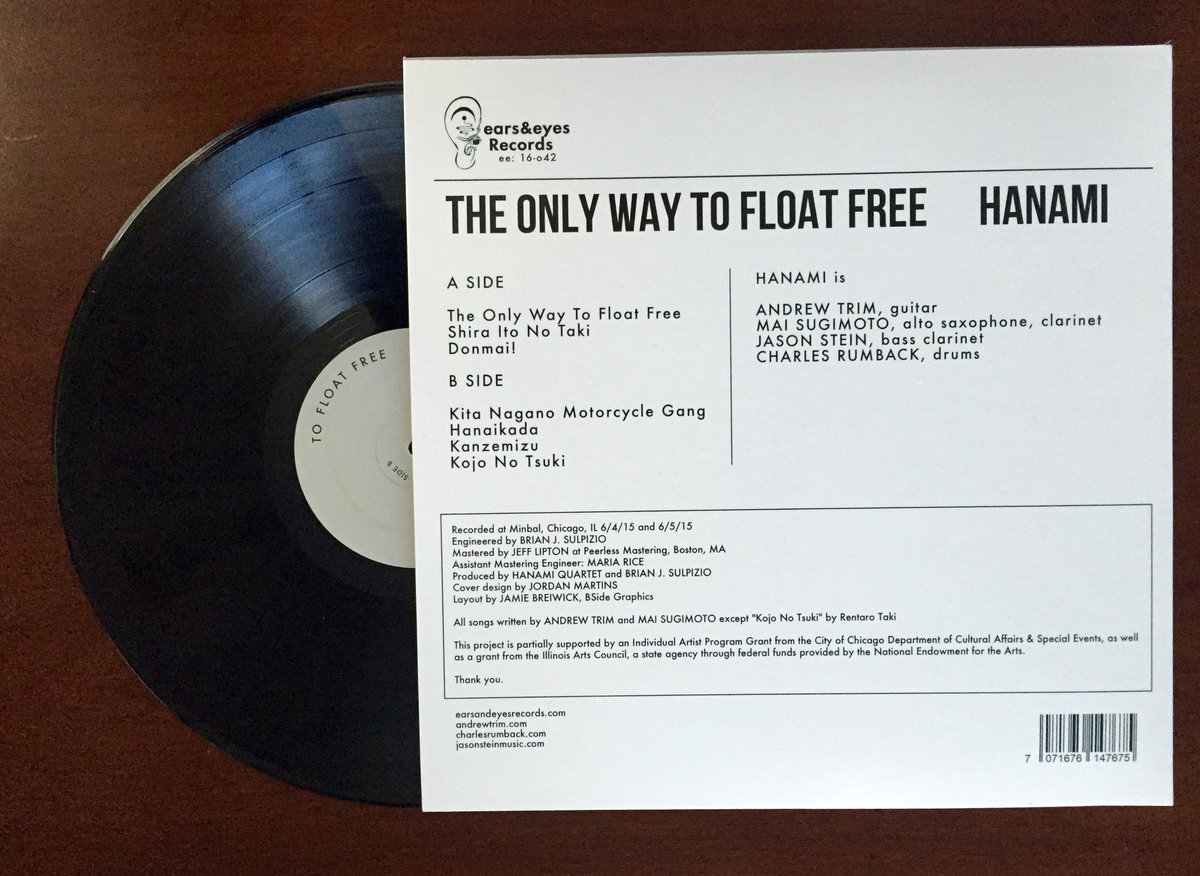 ears&eyes
Records
ee: 16-o42
THE ONLY WAY TO FLOAT FREE HANAMI
A SIDE
The Only Way To Float Free
Shira Ito No Taki
Donmai!
B SIDE
Kita Nagano Motorcycle Gang
Hanaikada
Kanzemizu
Kojo No Tsuki
HANAMI is
ANDREW TRIM, guitar
MAI SUGIMOTO, alto saxophone, clarinet
JASON STEIN, bass clarinet
CHARLES RUMBACK, drums
Recorded at Minbal, Chicago, IL 6/4/15 and 6/5/15
Engineered by BRIAN J. SULPIZIO
Mastered by JEFF LIPTON at Peerless Mastering, Boston, MA
Assistant Mastering Engineer: MARIA RICE
Produced by HANAMI QUARTET and BRIAN J. SULPIZIO
Cover design by JORDAN MARTINS
Layout by JAMIE BREIWICK, BSide Graphics
All songs written by ANDREW TRIM and MAI SUGIMOTO except "Kojo No Tsuki" by Rentaro Taki
This project is partially supported by an Individual Artist Program Grant from the City of Chicago Department of Cultural Affairs & Special Events, as well
as a grant from the Illinois Arts Council, a state agency through federal funds provided by the National Endowment for the Arts.
Thank you.
earsandeyesrecords.com
andrewtrim.com
charlesrumback.com
jasonsteinmusic.com
7 071676 147675
TO FLOAT FREE
SIDE B